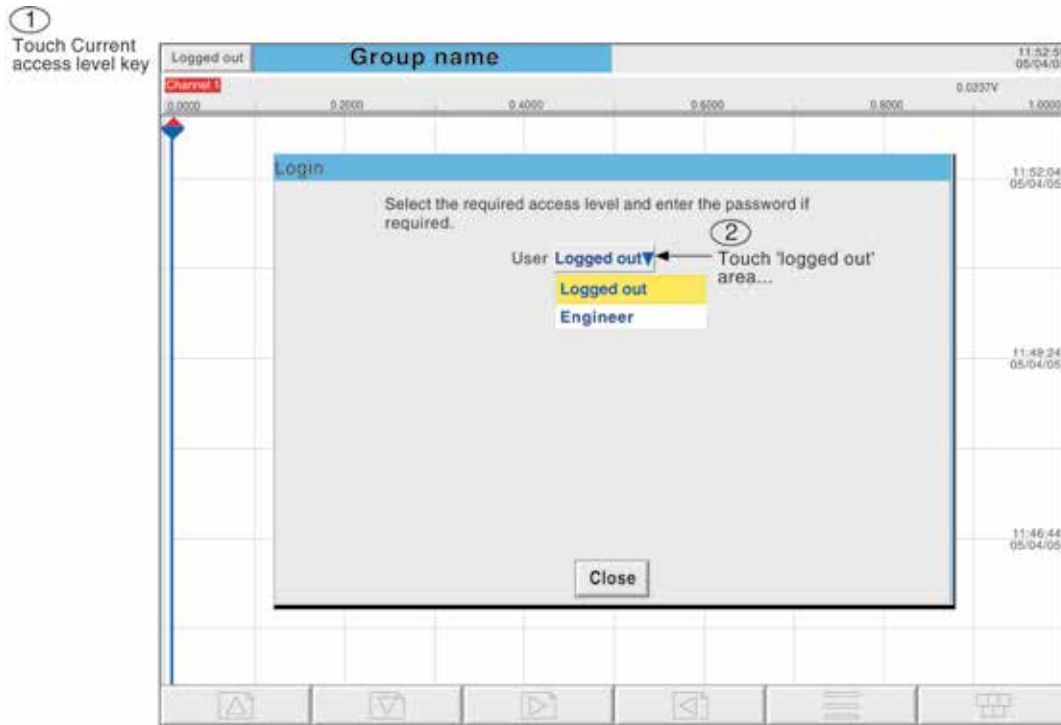 1
Touch Current
access level key
Logged out
Group name
11:52:5
05/04/0
Channel 1
0.0237V
0.0000 0.2000 0.4000 0.6000 0.8000 1.000
11:52:04
05/04/05
Login
Select the required access level and enter the password if
required.
2
User Logged out
Touch 'logged out'
area...
Logged out
Engineer
11:49:24
05/04/05
11:46:44
05/04/05
Close